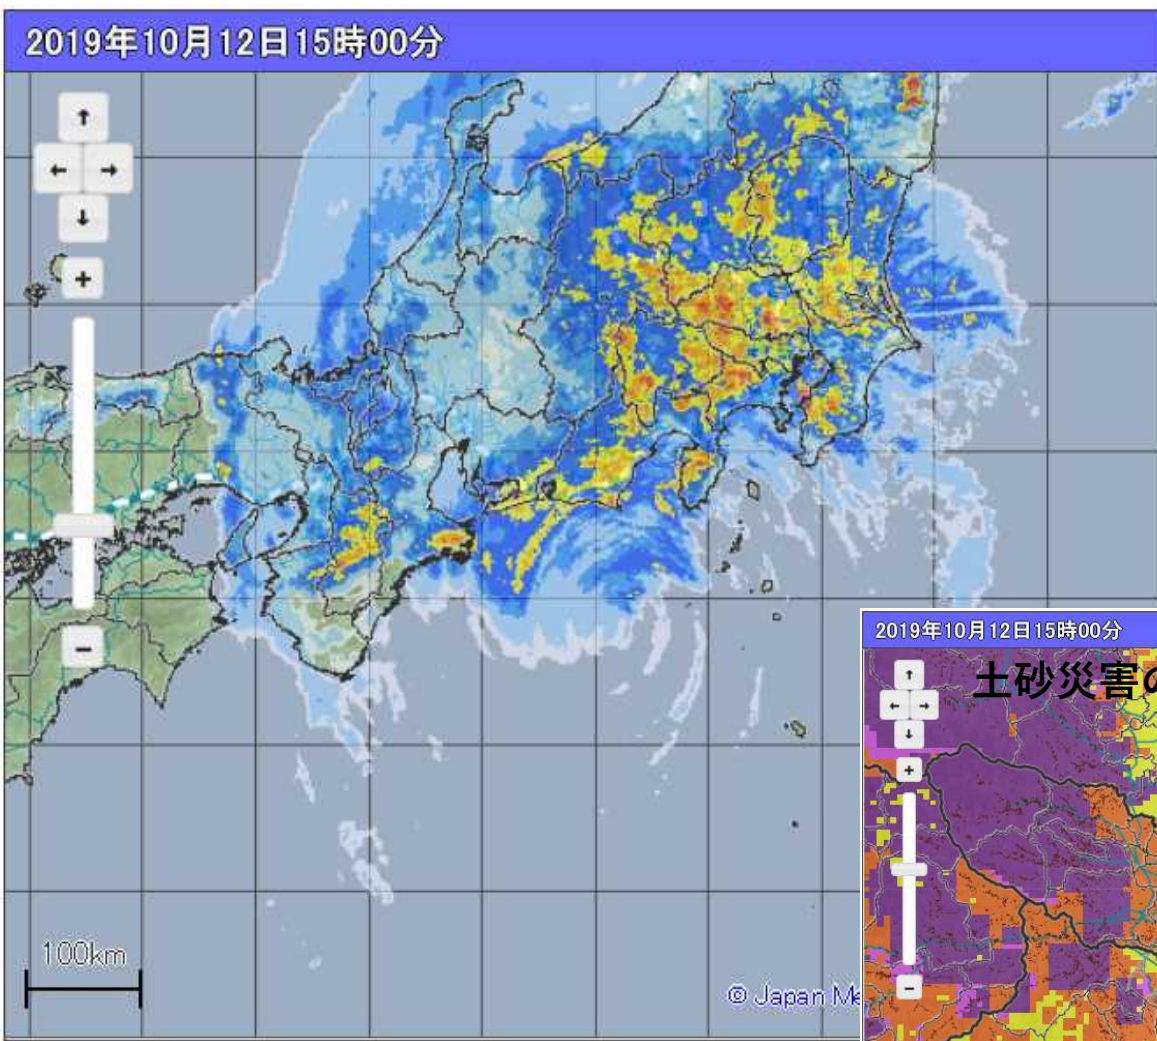 2019年10月12日15時00分
↑
← →
↓
+
−
100km
© Japan Me
2019年10月12日15時00分
土砂災害の
↑
← →
↓
+
−